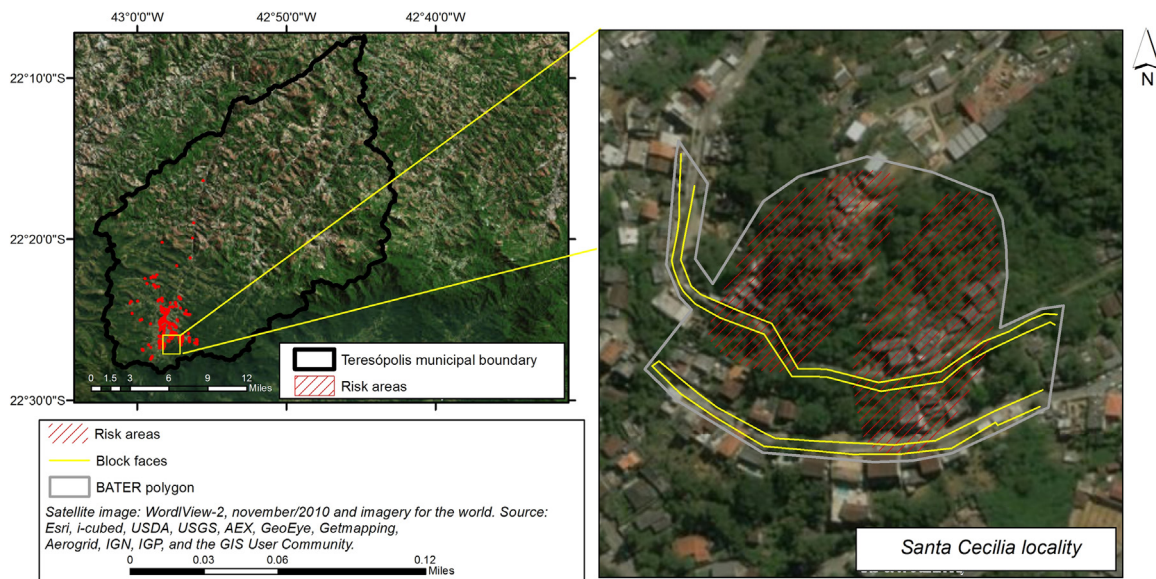 43°0'0"W 42°50'0"W 42°40'0"W
22°10'0"S
22°20'0"S
22°30'0"S
Teresópolis municipal boundary
Risk areas
0 1.5 3 6 9 12
Miles
N
Risk areas
Block faces
BATER polygon
Satellite image: WordlView-2, november/2010 and imagery for the world. Source:
Esri, i-cubed, USDA, USGS, AEX, GeoEye, Getmapping,
Aerogrid, IGN, IGP, and the GIS User Community.
0 0.03 0.06 0.12
Miles
Santa Cecilia locality